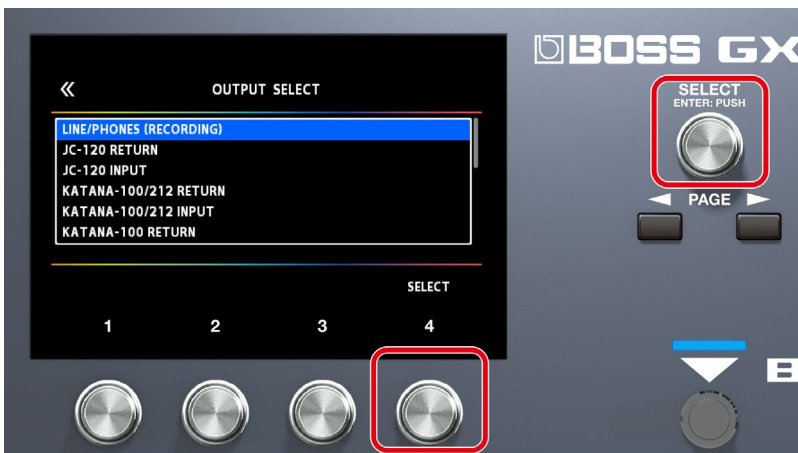 «
OUTPUT SELECT
LINE/PHONES (RECORDING)
JC-120 RETURN
JC-120 INPUT
KATANA-100/212 RETURN
KATANA-100/212 INPUT
KATANA-100 RETURN
SELECT
1 2 3 4
BOSS GX
SELECT
ENTER: PUSH
◄ PAGE ►
B